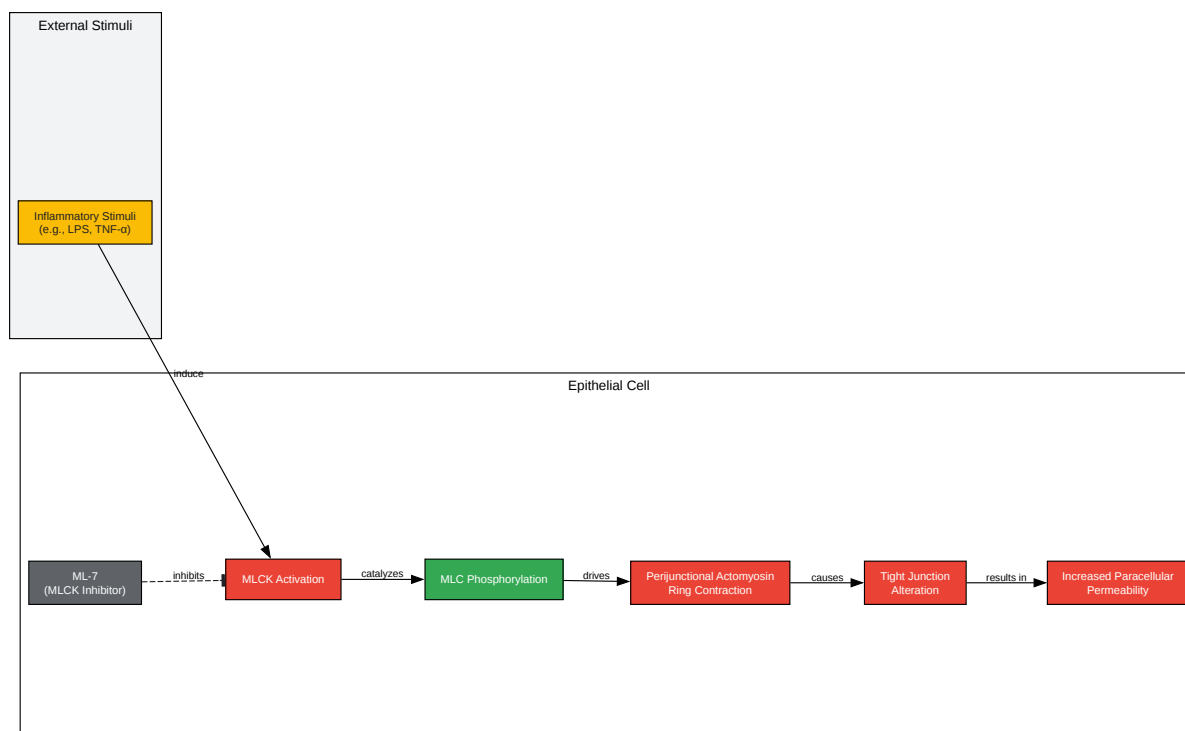 External Stimuli
Inflammatory Stimuli
(e.g., LPS, TNF-α)
induce
Epithelial Cell
ML-7
(MLCK Inhibitor)
inhibits
MLCK Activation
catalyzes
MLC Phosphorylation
drives
Perijunctional Actomyosin
Ring Contraction
causes
Tight Junction
Alteration
results in
Increased Paracellular
Permeability